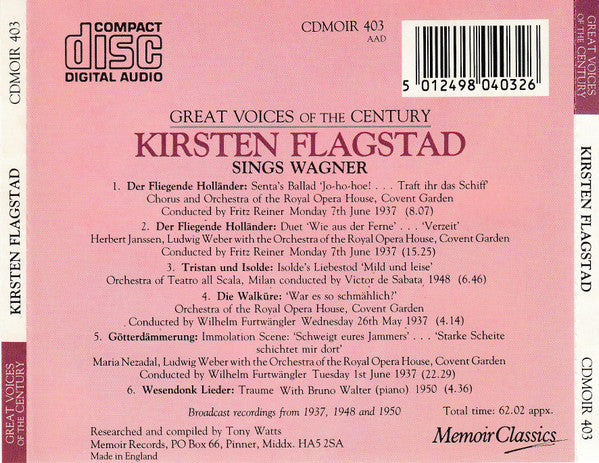 CDMOIR 403
KIRSTEN FLAGSTAD
GREAT VOICES
OF THE CENTURY
COMPACT
disc
DIGITAL AUDIO
CDMOIR 403
AAD
5 012498 040326
GREAT VOICES OF THE CENTURY
KIRSTEN FLAGSTAD
SINGS WAGNER
1. Der Fliegende Holländer: Senta's Ballad 'Jo-ho-hoe! . . . Traft ihr das Schiff'
Chorus and Orchestra of the Royal Opera House, Covent Garden
Conducted by Fritz Reiner Monday 7th June 1937 (8.07)
2. Der Fliegende Holländer: Duet 'Wie aus der Ferne' . . . 'Verzeit'
Herbert Janssen, Ludwig Weber with the Orchestra of the Royal Opera House, Covent Garden
Conducted by Fritz Reiner Monday 7th June 1937 (15.25)
3. Tristan und Isolde: Isolde's Liebestod 'Mild und leise'
Orchestra of Teatro all Scala, Milan conducted by Victor de Sabata 1948 (6.46)
4. Die Walküre: 'War es so schmählich?'
Orchestra of the Royal Opera House, Covent Garden
Conducted by Wilhelm Furtwängler Wednesday 26th May 1937 (4.14)
5. Götterdämmerung: Immolation Scene: 'Schweigt eures Jammers' . . . 'Starke Scheite
schichtet mir dort'
Maria Nezadal, Ludwig Weber with the Orchestra of the Royal Opera House, Covent Garden
Conducted by Wilhelm Furtwängler Tuesday 1st June 1937 (22.29)
6. Wesendonk Lieder: Traume With Bruno Walter (piano) 1950 (4.36)
Broadcast recordings from 1937, 1948 and 1950
Total time: 62.02 appx.
Researched and compiled by Tony Watts
Memoir Records, PO BOX 66, Pinner, Middx. HA5 2SA
Made in England
Memoir Classics
GREAT VOICES
OF THE CENTURY
KIRSTEN FLAGSTAD
CDMOIR 403